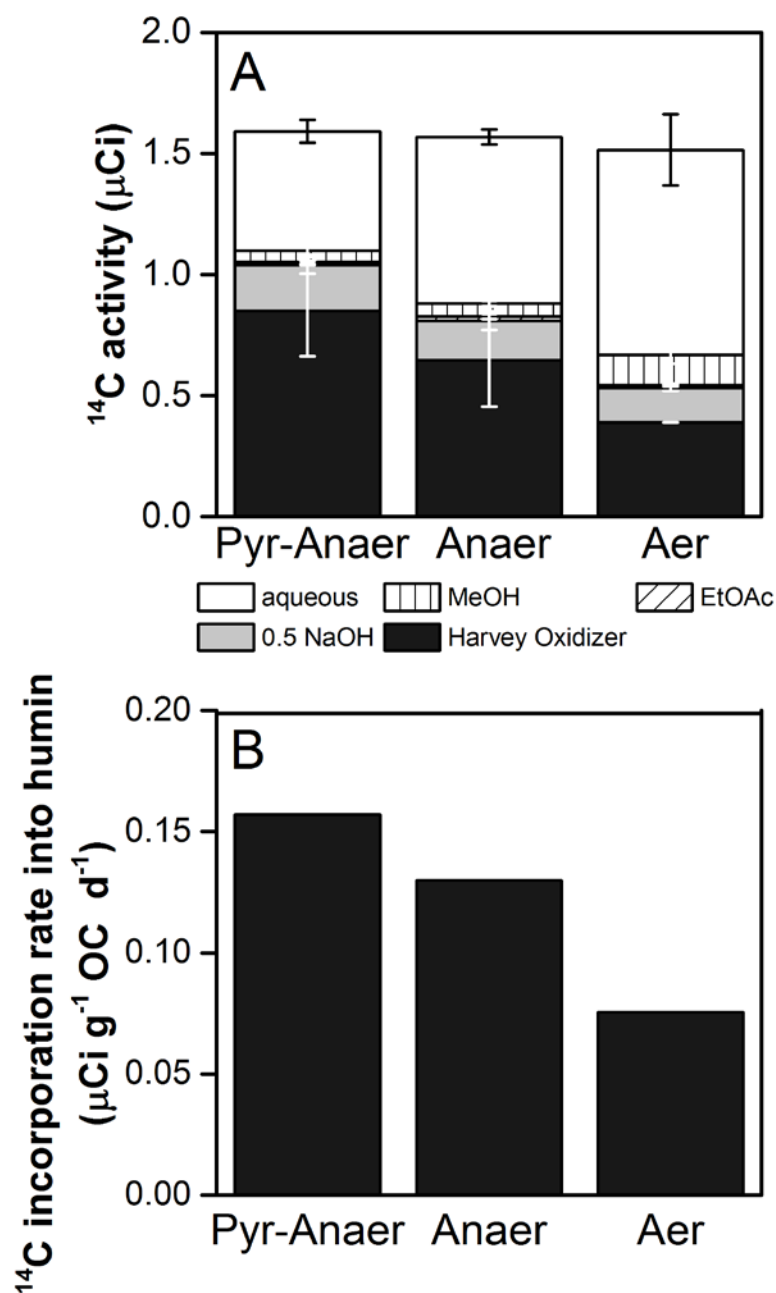 A
2.0
1.5
1.0
0.5
0.0
¹⁴C activity (μCi)
Pyr-Anaer Anaer Aer
aqueous MeOH EtOAc
0.5 NaOH Harvey Oxidizer
B
0.20
0.15
0.10
0.05
0.00
¹⁴C incorporation rate into humin
(μCi g⁻¹ OC d⁻¹)
Pyr-Anaer Anaer Aer